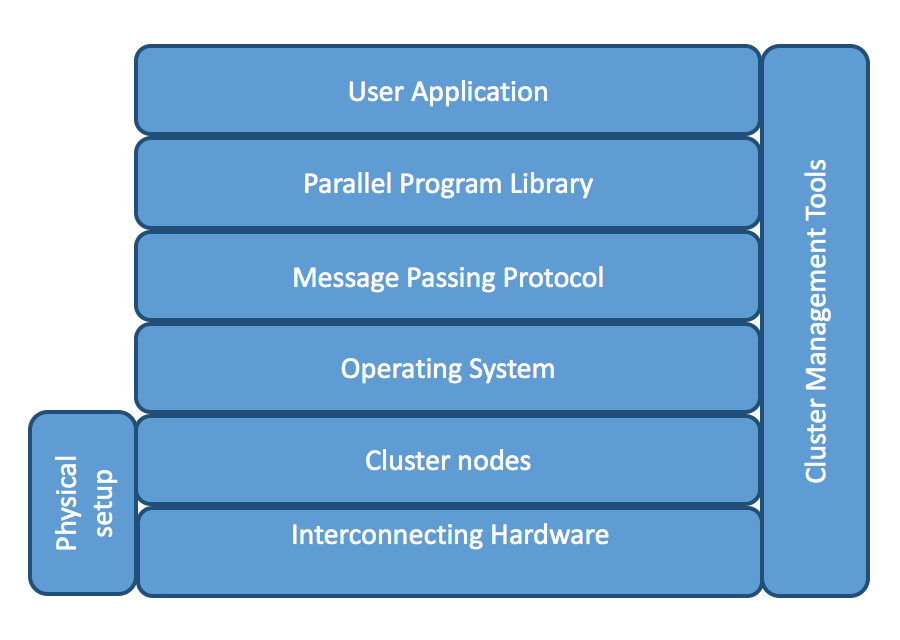 User Application
Parallel Program Library
Message Passing Protocol
Operating System
Cluster nodes
Interconnecting Hardware
Physical
setup
Cluster Management Tools